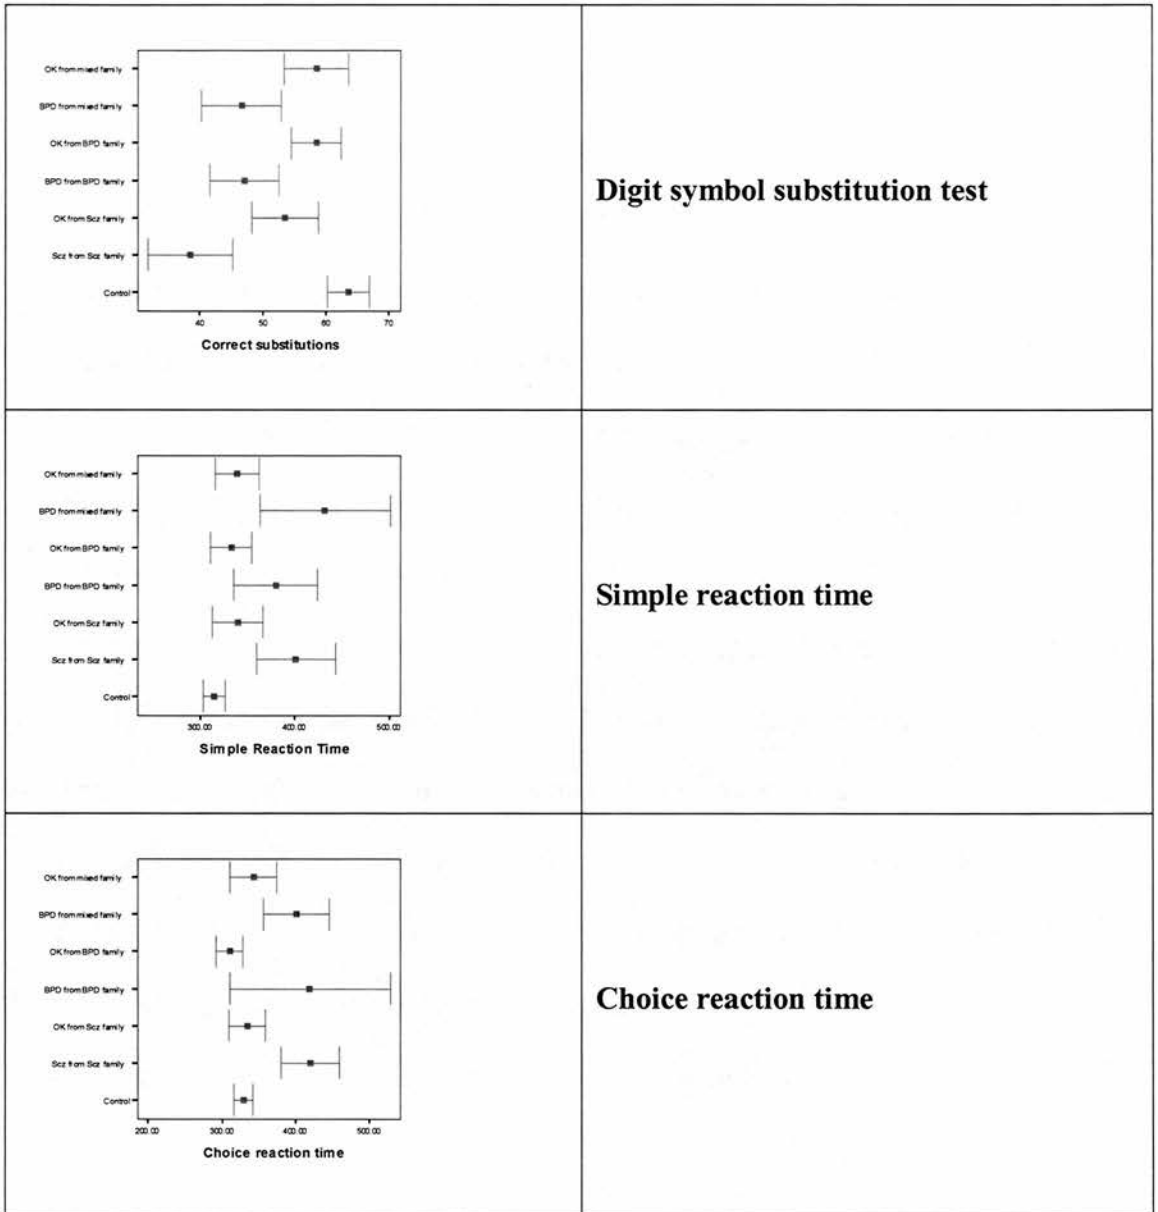 OK from mixed family
BPD from mixed family
OK from BPD family
BPD from BPD family
OK from Scz family
Scz from Scz family
Control
40 50 60 70
Correct substitutions
Digit symbol substitution test
OK from mixed family
BPD from mixed family
OK from BPD family
BPD from BPD family
OK from Scz family
Scz from Scz family
Control
300.00 400.00 500.00
Simple Reaction Time
Simple reaction time
OK from mixed family
BPD from mixed family
OK from BPD family
BPD from BPD family
OK from Scz family
Scz from Scz family
Control
200.00 300.00 400.00 500.00
Choice reaction time
Choice reaction time